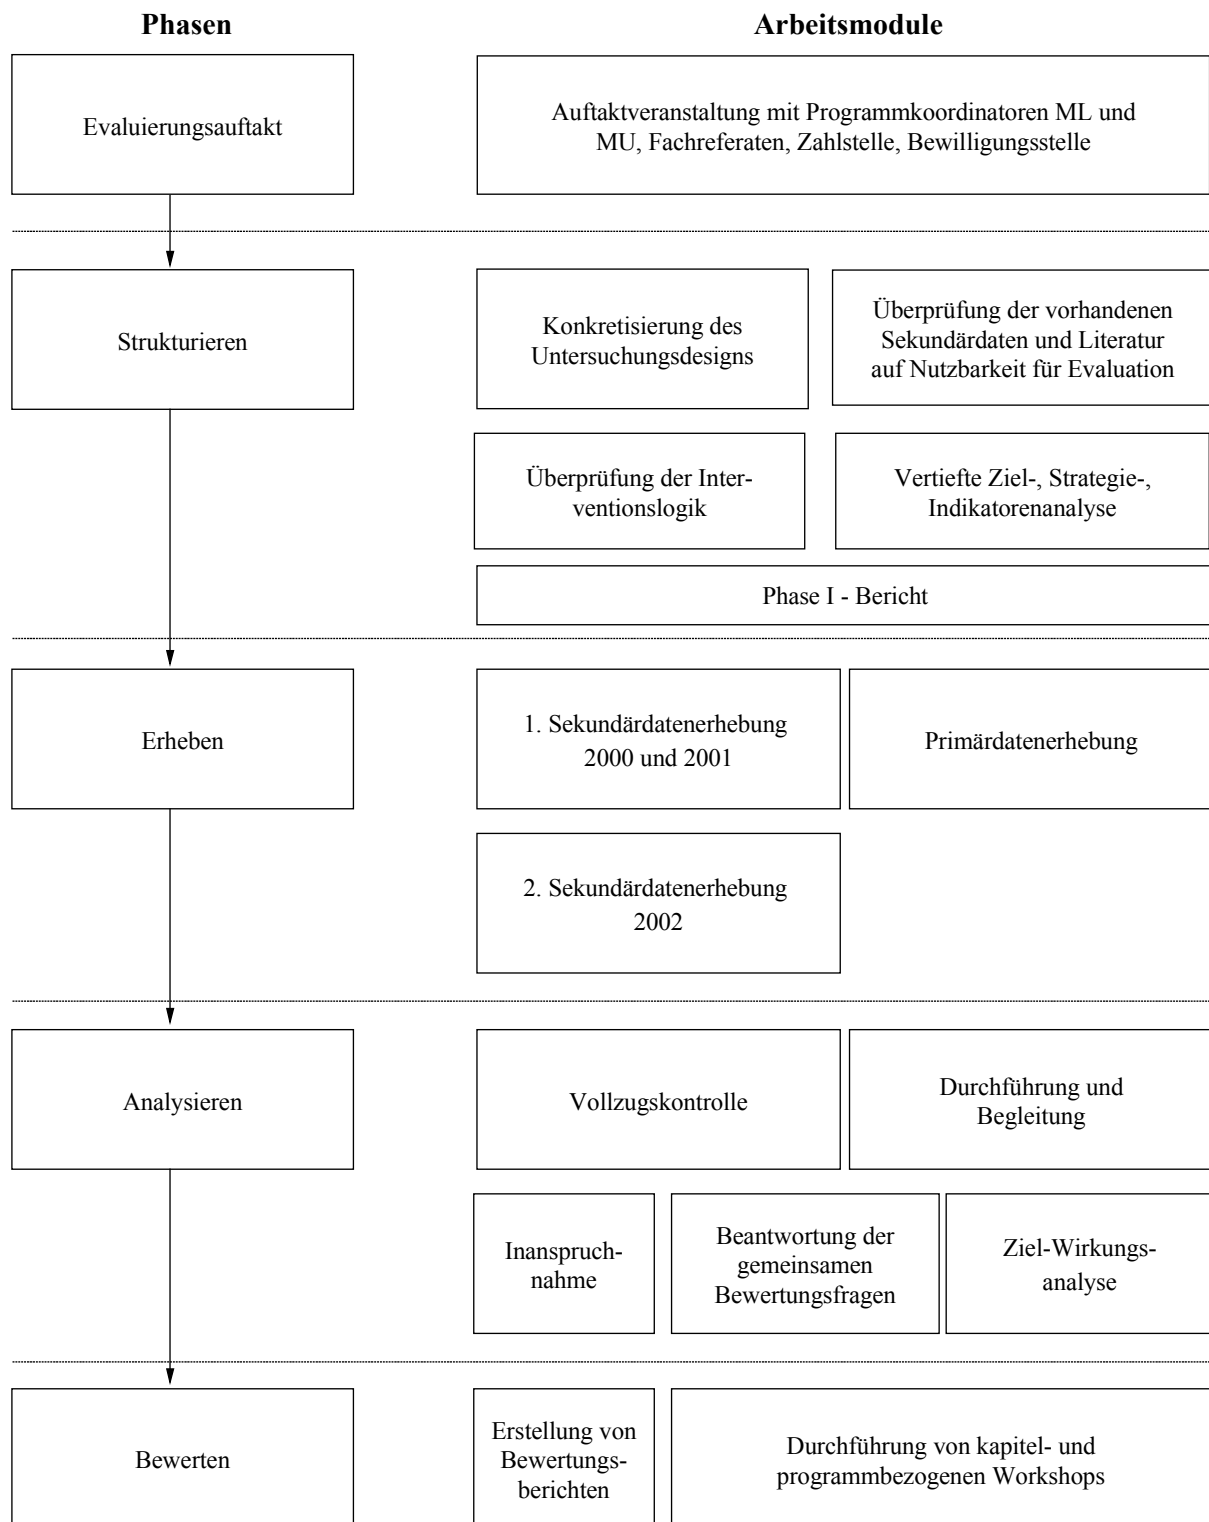 Phasen
Arbeitsmodule
Evaluierungsauftakt
Auftaktveranstaltung mit Programmkoordinatoren ML und
MU, Fachreferaten, Zahlstelle, Bewilligungsstelle
Strukturieren
Konkretisierung des
Untersuchungsdesigns
Überprüfung der vorhandenen
Sekundärdaten und Literatur
auf Nutzbarkeit für Evaluation
Überprüfung der Inter-
ventionslogik
Vertiefte Ziel-, Strategie-,
Indikatorenanalyse
Phase I - Bericht
Erheben
1. Sekundärdatenerhebung
2000 und 2001
Primärdatenerhebung
2. Sekundärdatenerhebung
2002
Analysieren
Vollzugskontrolle
Durchführung und
Begleitung
Inanspruch-
nahme
Beantwortung der
gemeinsamen
Bewertungsfragen
Ziel-Wirkungs-
analyse
Bewerten
Erstellung von
Bewertungs-
berichten
Durchführung von kapitel- und
programmbezogenen Workshops